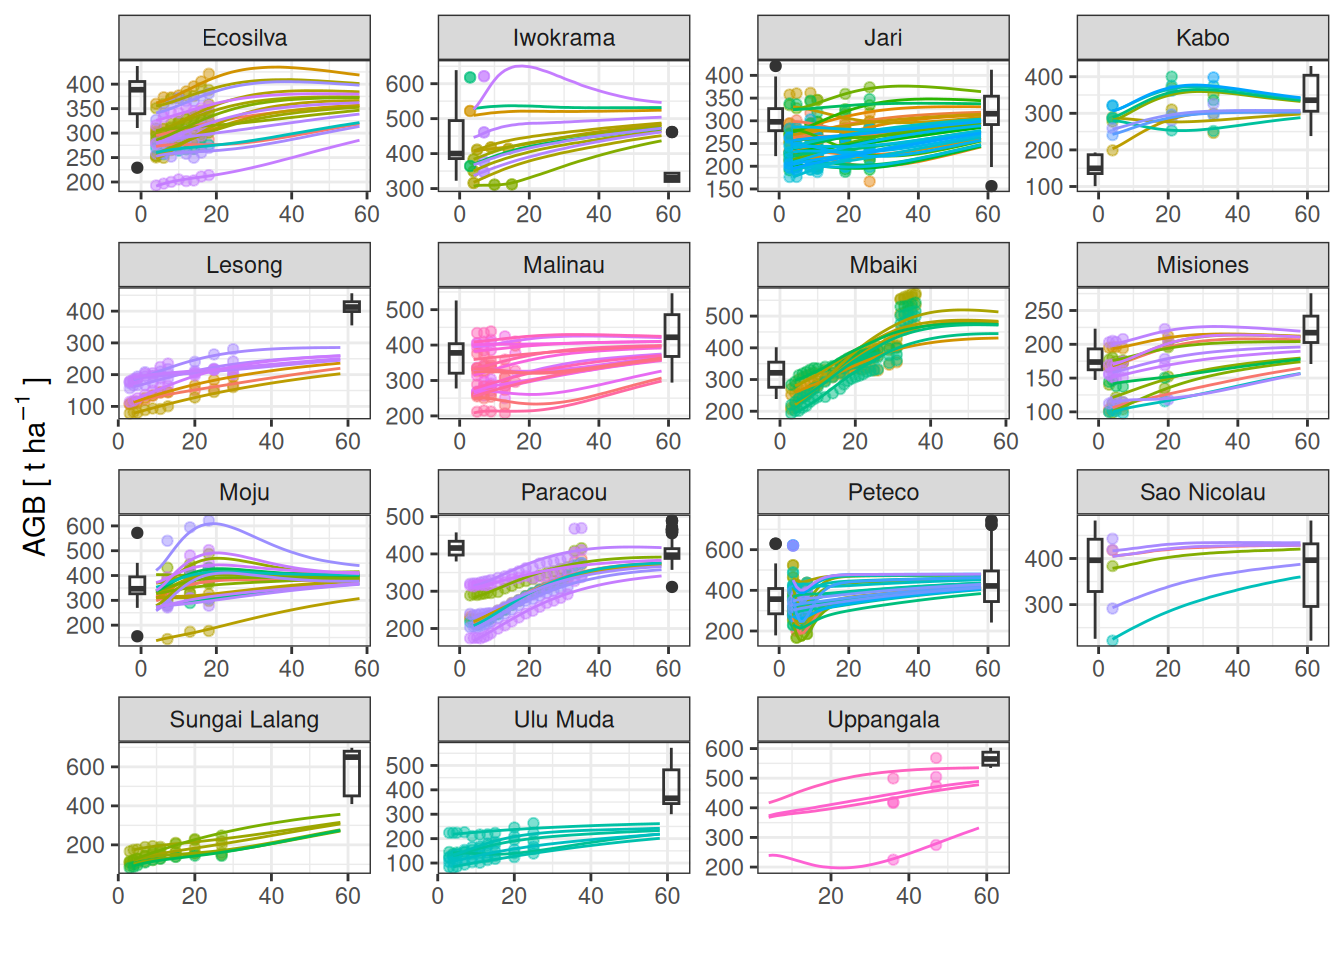 Ecosilva Iwokrama Jari Kabo
400 350 300 250 200
600 500 400 300
400 350 300 250 200 150
400 300 200 100
0 20 40 60 0 20 40 60 0 20 40 60 0 20 40 60
Lesong Malinau Mbaiki Misiones
400 300 200 100
500 400 300 200
500 400 300 200
250 200 150 100
0 20 40 60 0 20 40 60 0 20 40 60 0 20 40 60
AGB [ t ha⁻¹ ]
Moju Paracou Peteco Sao Nicolau
600 500 400 300 200
500 400 300 200
600 400 200
400 300
0 20 40 60 0 20 40 60 0 20 40 60 0 20 40 60
Sungai Lalang Ulu Muda Uppangala
600 400 200
500 400 300 200 100
600 500 400 300 200
0 20 40 60 0 20 40 60 20 40 60